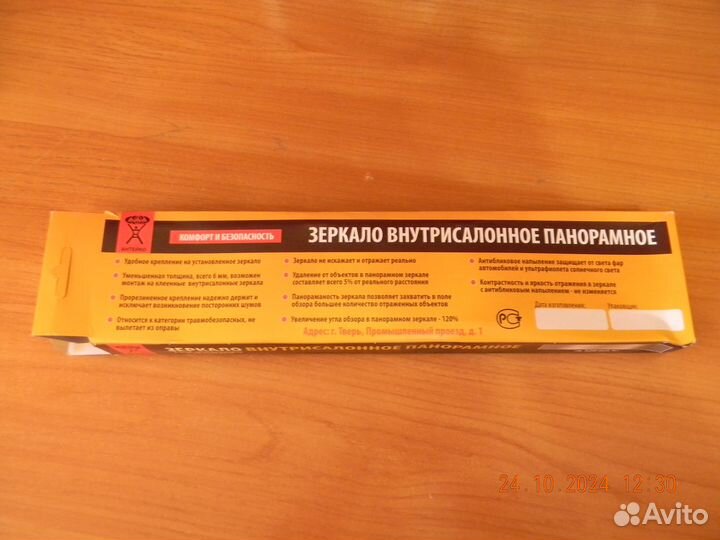 АНТЕЙКО
КОМФОРТ И БЕЗОПАСНОСТЬ
ЗЕРКАЛО ВНУТРИСАЛОННОЕ ПАНОРАМНОЕ
Удобное крепление на установленное зеркало
Уменьшенная толщина, всего 6 мм, возможен
монтаж на клееные внутрисалонные зеркала
Прорезиненное крепление надежно держит и
исключает возникновение посторонних шумов
Относится к категории травмобезопасных, не
вылетает из оправы
Зеркало не искажает и отражает реально
Удаление от объектов в панорамном зеркале
составляет всего 5% от реального расстояния
Панорамность зеркала позволяет захватить в поле
обзора большее количество отраженных объектов
Увеличение угла обзора в панорамном зеркале - 120%
Адрес: г. Тверь, Промышленный проезд, д. 1
Антибликовое напыление защищает от света фар
автомобилей и ультрафиолета солнечного света
Контрастность и яркость отражения в зеркале
с антибликовым напылением - не изменяется
РСТ
Дата изготовления:
Упаковщик:
ЗЕРКАЛО ВНУТРИСАЛОННОЕ ПАНОРАМНОЕ
24.10.2024 12:30
Avito